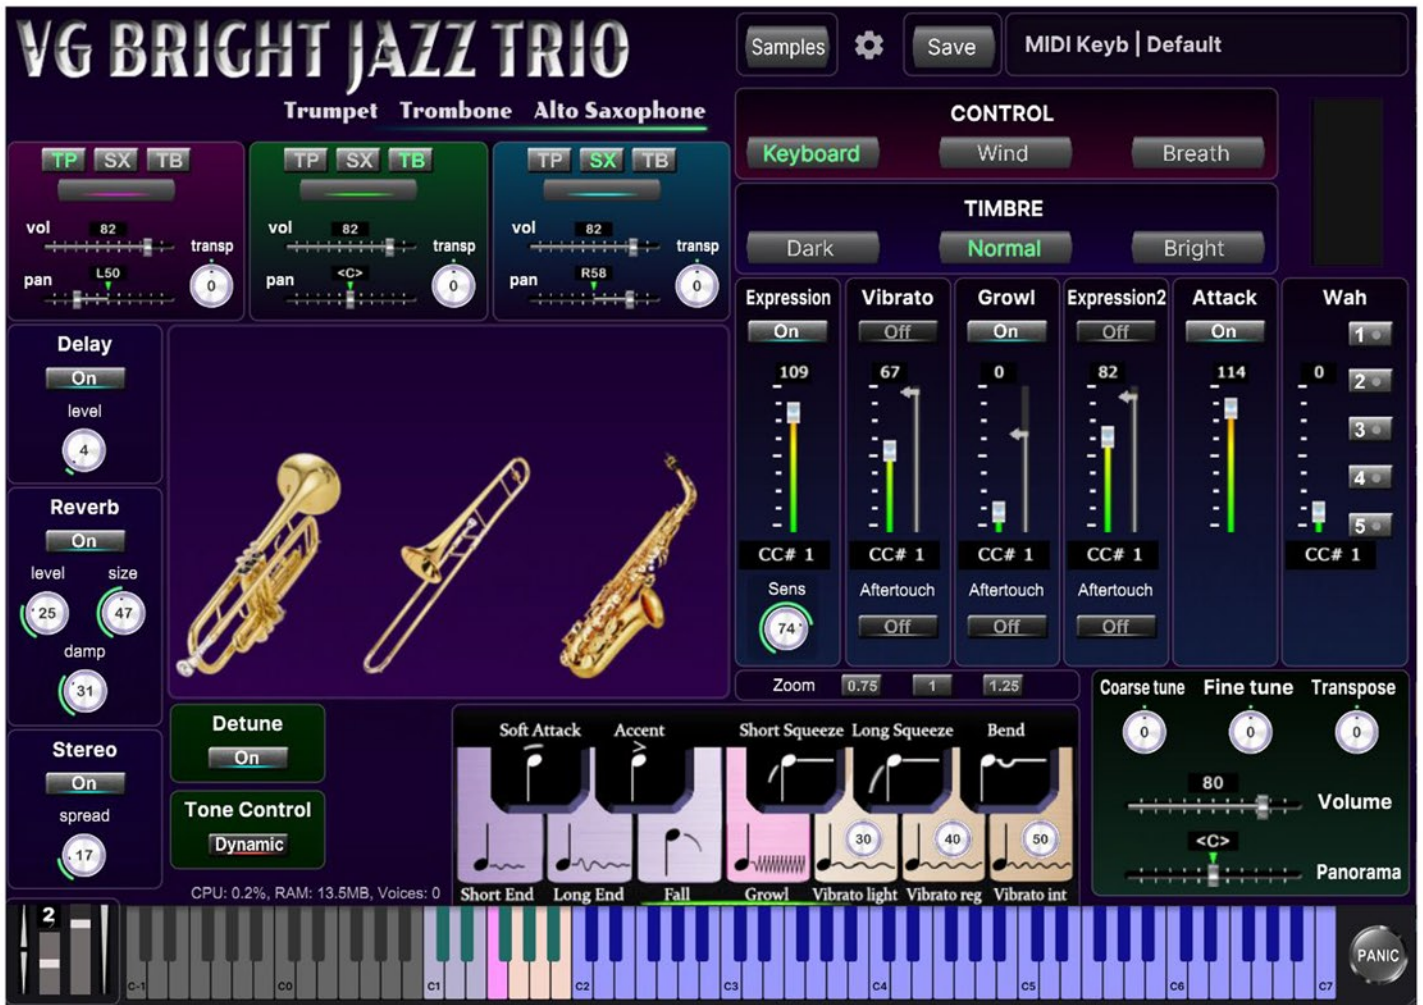 VG BRIGHT JAZZ TRIO
Trumpet Trombone Alto Saxophone
Samples Save MIDI Keyb | Default
CONTROL
Keyboard Wind Breath
TIMBRE
Dark Normal Bright
TP SX TB
vol 82
transp
pan L50 0
TP SX TB
vol 82
transp
pan <C> 0
TP SX TB
vol 82
transp
pan R58 0
Delay
On
level
4
Reverb
On
level size
25 47
damp
31
Stereo
On
spread
17
Expression Vibrato Growl Expression2 Attack Wah
On Off On Off On 1
109 67 0 82 114 0 2
3
4
5
CC# 1 CC# 1 CC# 1 CC# 1 CC# 1
Sens Aftertouch Aftertouch Aftertouch
74 Off Off Off
Zoom 0.75 1 1.25
Detune
On
Tone Control
Dynamic
CPU: 0.2%, RAM: 13.5MB, Voices: 0
Soft Attack Accent Short Squeeze Long Squeeze Bend
30 40 50
Short End Long End Fall Growl Vibrato light Vibrato reg Vibrato int
Coarse tune Fine tune Transpose
0 0 0
80
Volume
<C>
Panorama
2
C-1 C0 C1 C2 C3 C4 C5 C6 C7
PANIC